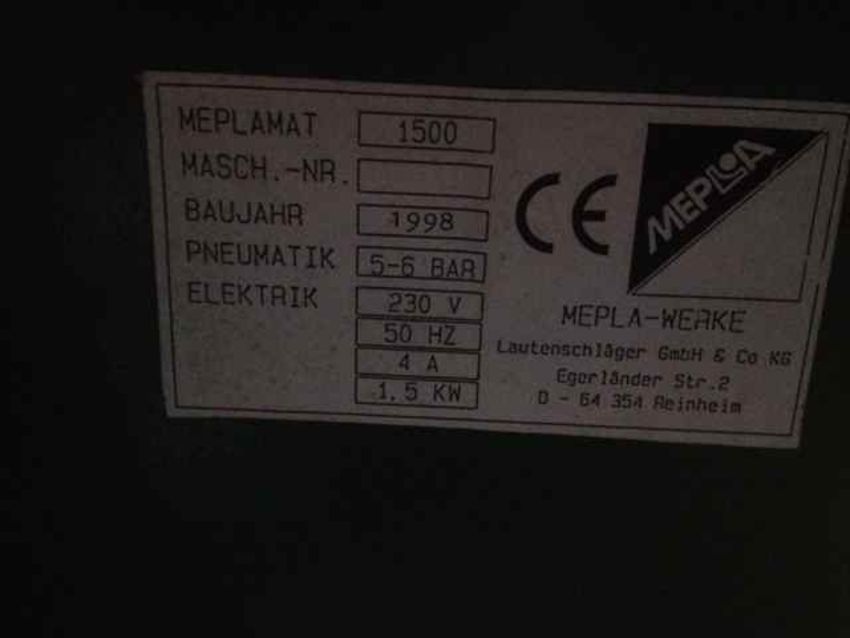 MEPLAMAT 1500
MASCH.-NR.
BAUJAHR 1998
PNEUMATIK 5-6 BAR
ELEKTRIK 230 V
50 HZ
4 A
1,5 KW
CE
MEPLA
MEPLA-WERKE
Lautenschläger GmbH & Co KG
Egerländer Str.2
D - 64 354 Reinheim